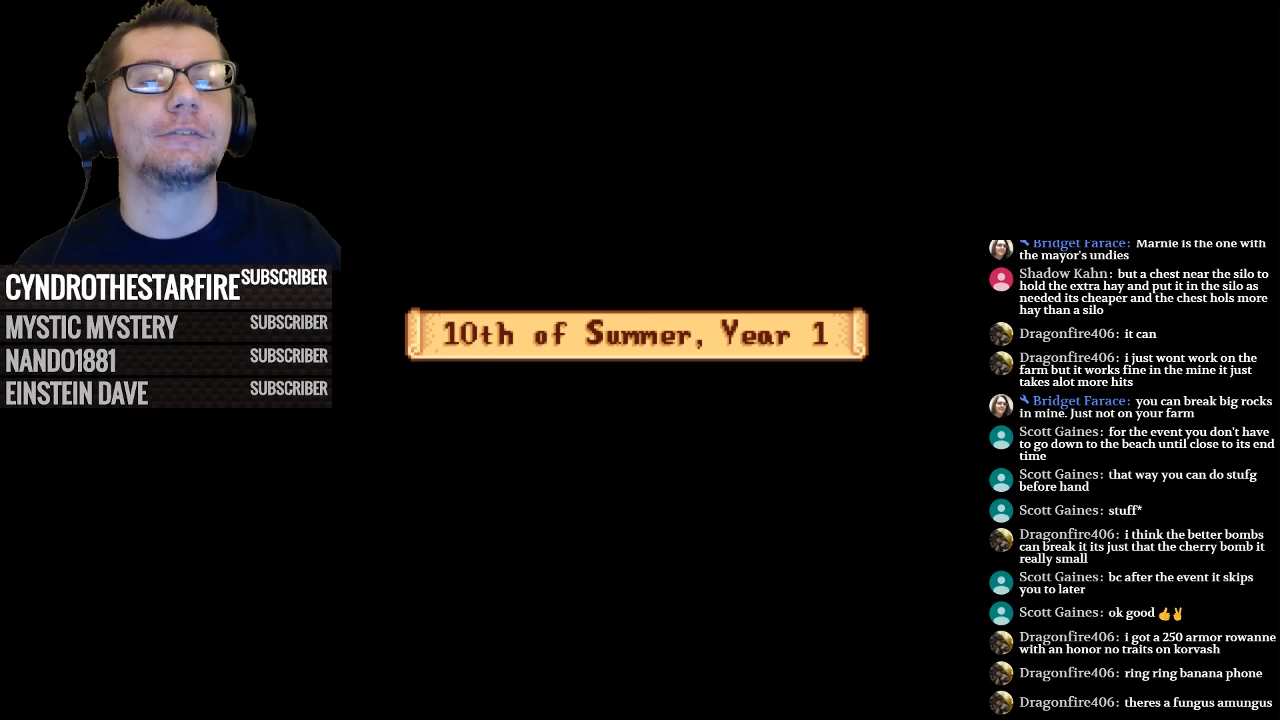 CYNDROTHESTARFIRE SUBSCRIBER
MYSTIC MYSTERY SUBSCRIBER
NANDO1881 SUBSCRIBER
EINSTEIN DAVE SUBSCRIBER
10th of Summer, Year 1
Bridget Farace: Marnie is the one with
the mayor's undies
Shadow Kahn: but a chest near the silo to
hold the extra hay and put it in the silo as
needed its cheaper and the chest hols more
hay than a silo
Dragonfire406: it can
Dragonfire406: i just wont work on the
farm but it works fine in the mine it just
takes alot more hits
Bridget Farace: you can break big rocks
in mine. Just not on your farm
Scott Gaines: for the event you don't have
to go down to the beach until close to its end
time
Scott Gaines: that way you can do stufg
before hand
Scott Gaines: stuff*
Dragonfire406: i think the better bombs
can break it its just that the cherry bomb it
really small
Scott Gaines: bc after the event it skips
you to later
Scott Gaines: ok good 👍✌
Dragonfire406: i got a 250 armor rowanne
with an honor no traits on korvash
Dragonfire406: ring ring banana phone
Dragonfire406: theres a fungus amungus